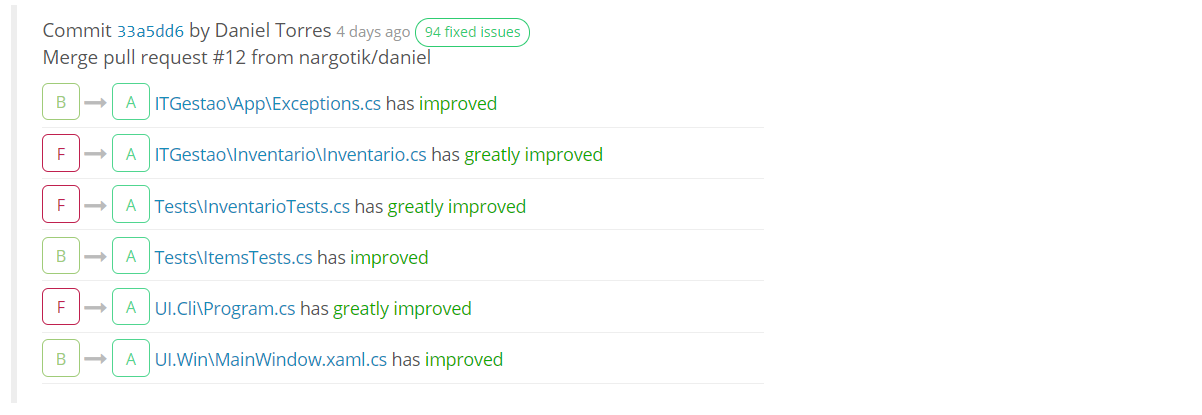 Commit 33a5dd6 by Daniel Torres 4 days ago 94 fixed issues
Merge pull request #12 from nargotik/daniel
B A ITGestao\App\Exceptions.cs has improved
F A ITGestao\Inventario\Inventario.cs has greatly improved
F A Tests\InventarioTests.cs has greatly improved
B A Tests\ItemsTests.cs has improved
F A UI.Cli\Program.cs has greatly improved
B A UI.Win\MainWindow.xaml.cs has improved